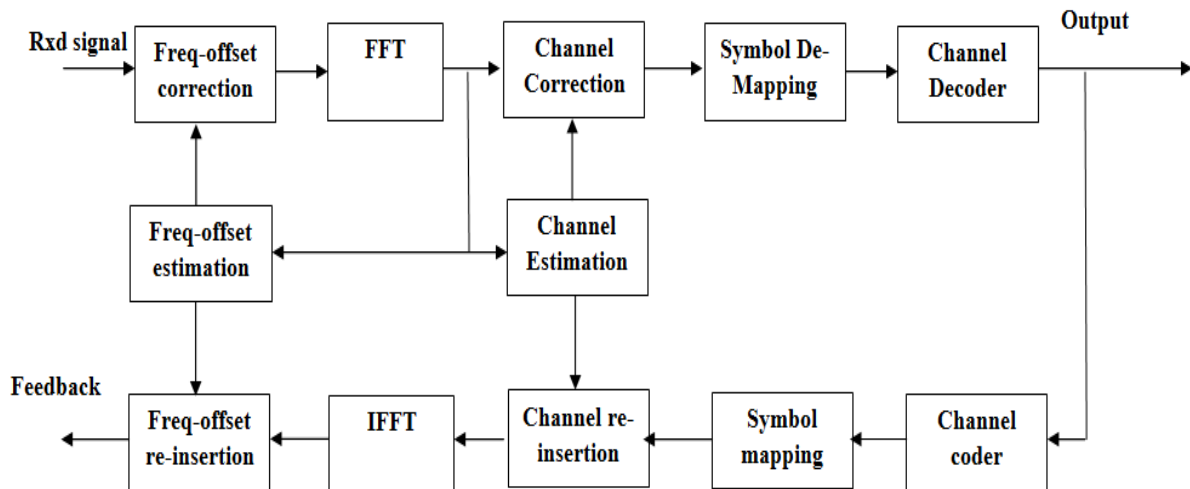 Output
Rxd signal
Freq-offset
correction
FFT
Channel
Correction
Symbol De-
Mapping
Channel
Decoder
Freq-offset
estimation
Channel
Estimation
Feedback
Freq-offset
re-insertion
IFFT
Channel re-
insertion
Symbol
mapping
Channel
coder